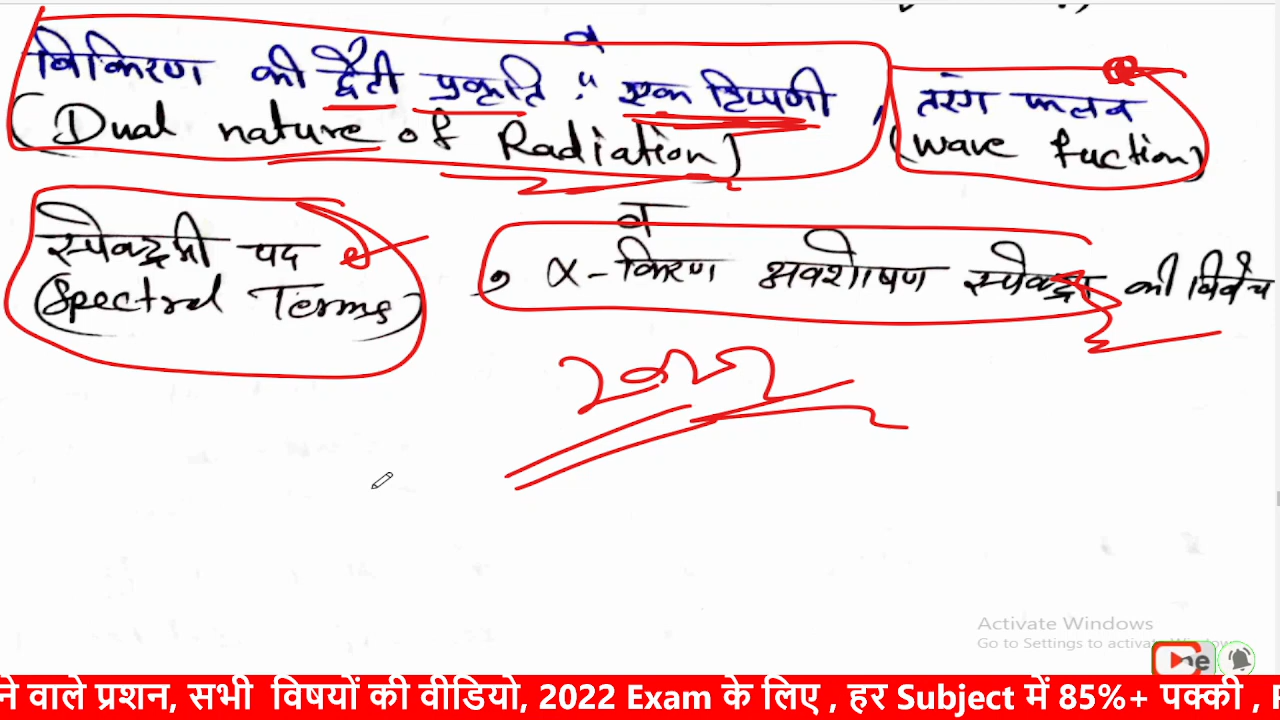 व
विकिरण की द्वैती प्रकृति " एक टिप्पणी , तरंग फलन
(Dual nature of Radiation) (wave fuction)
व
स्पेक्ट्रमी पद , α - किरण अवशोषण स्पेक्ट्रा की विवेच
(Spectral Terms)
2022
Activate Windows
Go to Settings to activate Window
ने वाले प्रशन, सभी विषयों की वीडियो, 2022 Exam के लिए , हर Subject में 85%+ पक्की ,